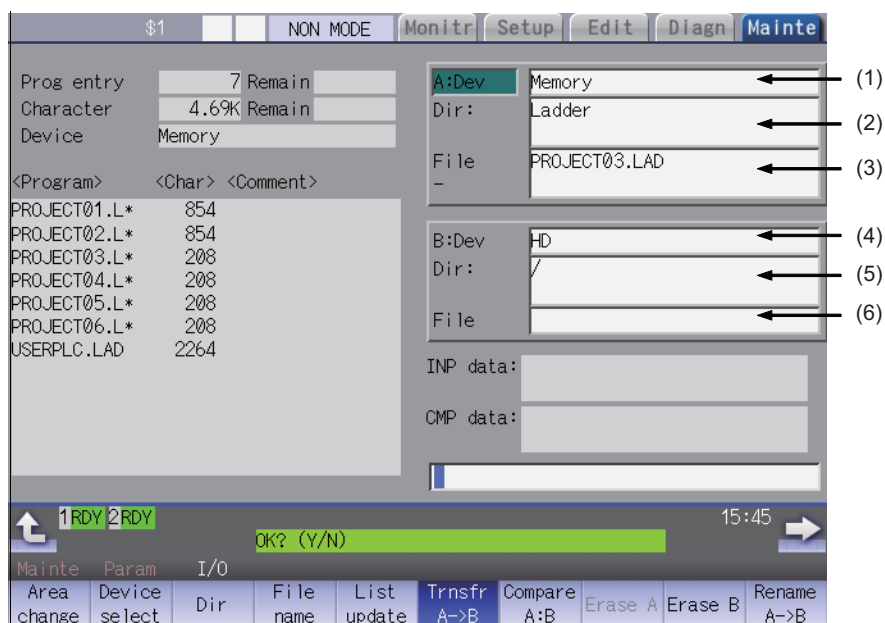 $1 NON MODE Monitr Setup Edit Diagn Mainte
Prog entry 7 Remain
Character 4.69K Remain
Device Memory
<Program> <Char> <Comment>
PROJECT01.L* 854
PROJECT02.L* 854
PROJECT03.L* 208
PROJECT04.L* 208
PROJECT05.L* 208
PROJECT06.L* 208
USERPLC.LAD 2264
A:Dev Memory (1)
Dir: Ladder (2)
File PROJECT03.LAD (3)
–
B:Dev HD (4)
Dir: / (5)
File (6)
INP data:
CMP data:
1RDY 2RDY 15:45
OK? (Y/N)
Mainte Param I/O
Area change
Device select
Dir
File name
List update
Trnsfr A->B
Compare A:B
Erase A
Erase B
Rename A->B